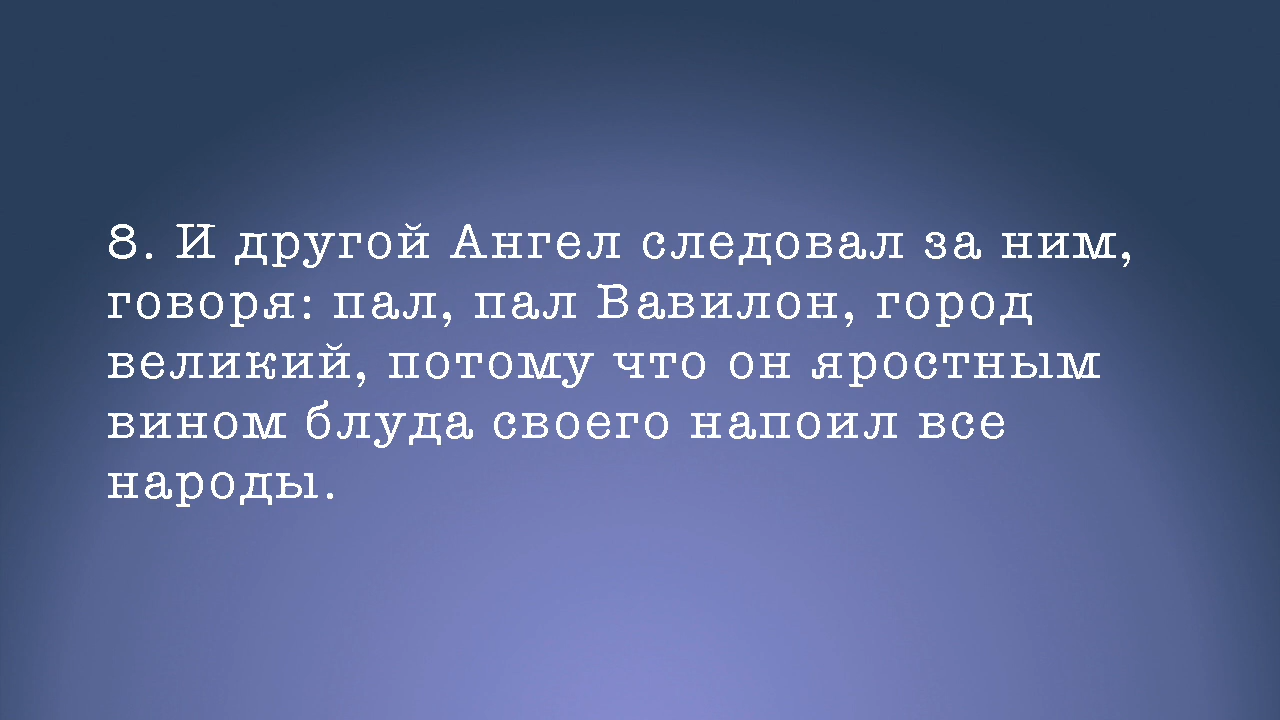 8. И другой Ангел следовал за ним,
говоря: пал, пал Вавилон, город
великий, потому что он яростным
вином блуда своего напоил все
народы.